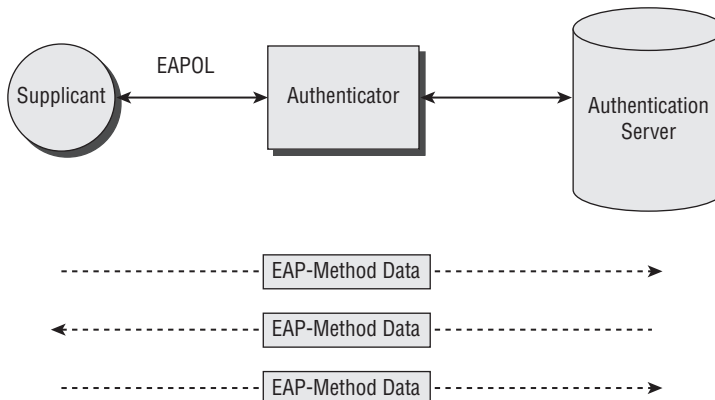 EAPOL
Supplicant
Authenticator
Authentication
Server
EAP-Method Data
EAP-Method Data
EAP-Method Data